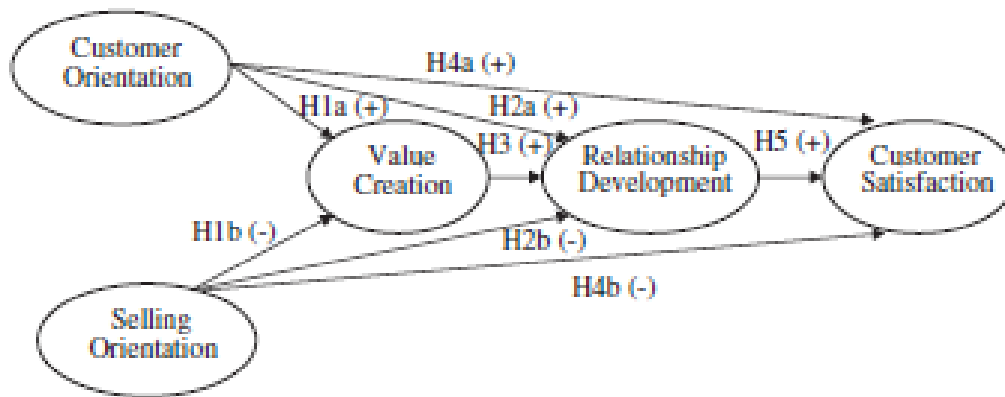 Customer
Orientation
H4a (+)
H1a (+)
H2a (+)
Value
Creation
H3 (+)
Relationship
Development
H5 (+)
Customer
Satisfaction
H1b (-)
H2b (-)
H4b (-)
Selling
Orientation